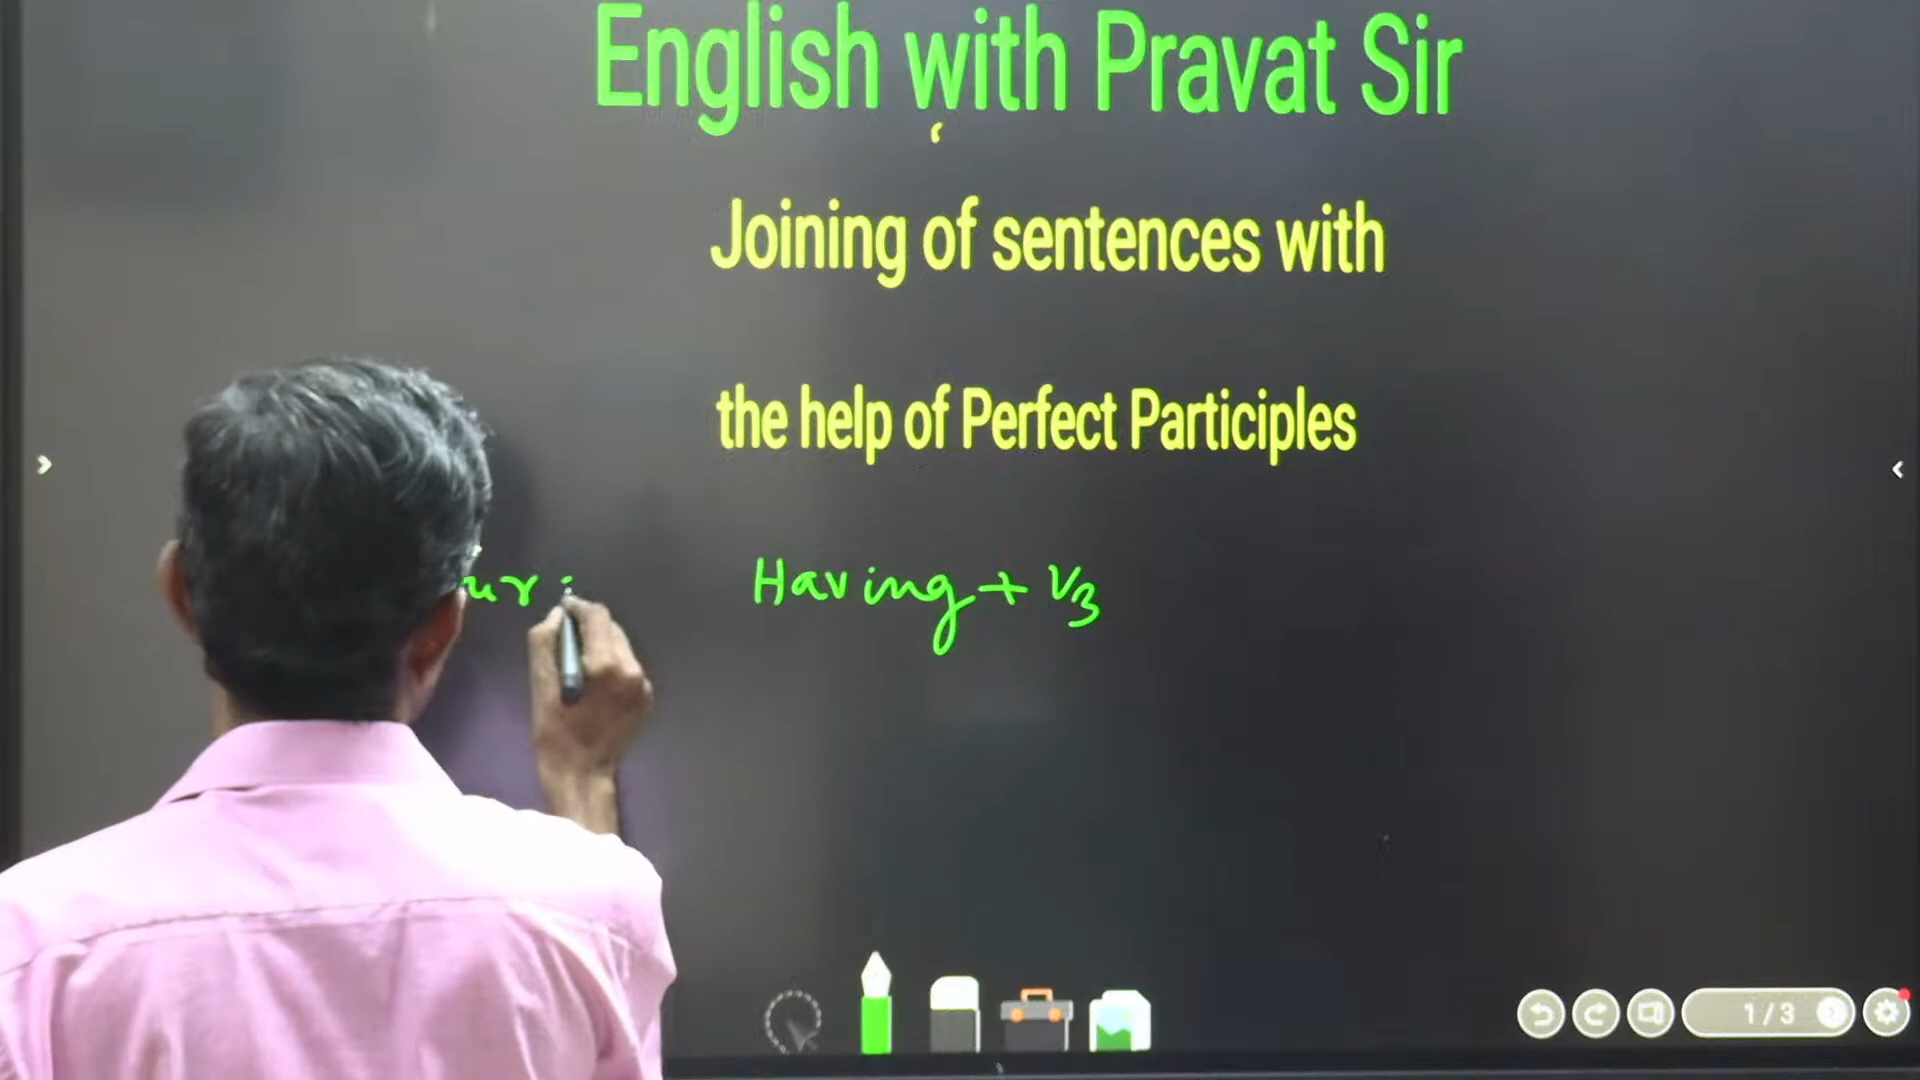 English with Pravat Sir
Joining of sentences with
the help of Perfect Participles
Having + V3
1/3